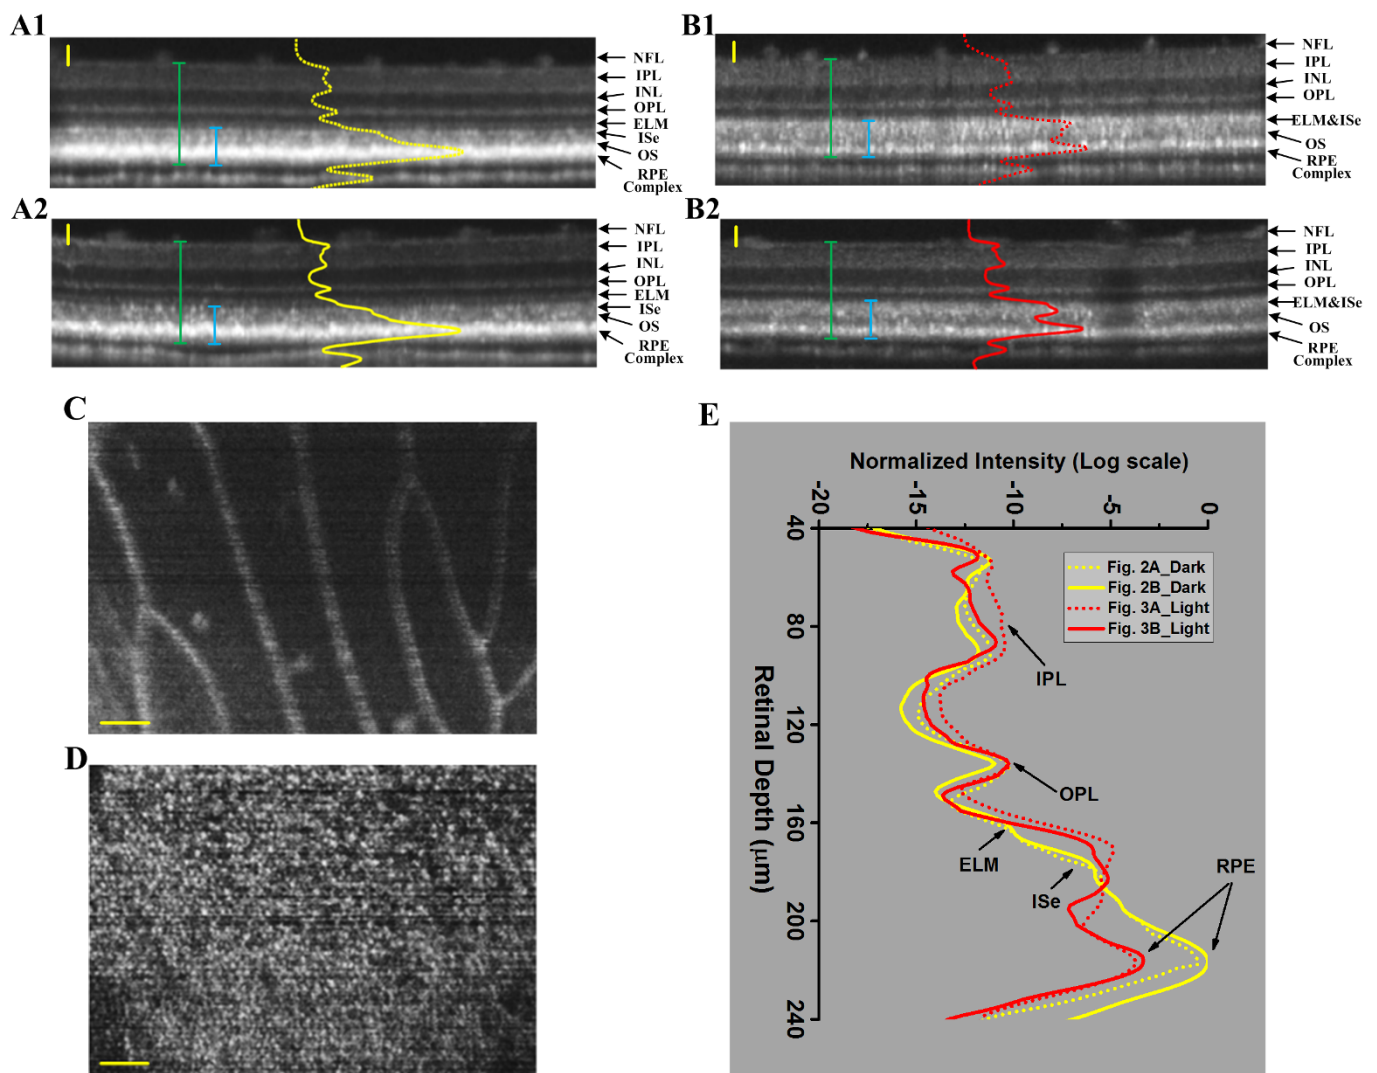 A1
NFL
IPL
INL
OPL
ELM
ISe
OS
RPE
Complex
B1
NFL
IPL
INL
OPL
ELM&ISe
OS
RPE
Complex
A2
NFL
IPL
INL
OPL
ELM
ISe
OS
RPE
Complex
B2
NFL
IPL
INL
OPL
ELM&ISe
OS
RPE
Complex
C
D
E
Normalized Intensity (Log scale)
-20
-15
-10
-5
0
40
80
120
160
200
240
Retinal Depth (μm)
Fig. 2A_Dark
Fig. 2B_Dark
Fig. 3A_Light
Fig. 3B_Light
IPL
OPL
ELM
ISe
RPE